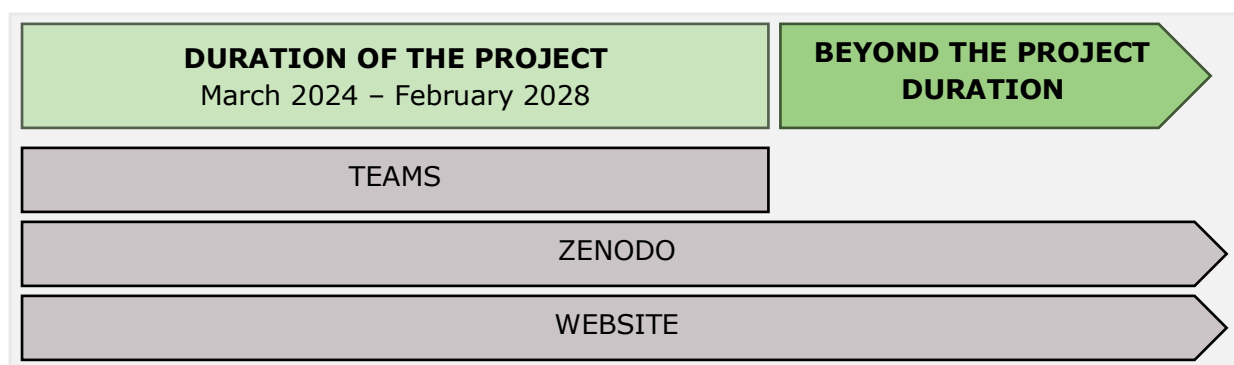 DURATION OF THE PROJECT
March 2024 – February 2028
BEYOND THE PROJECT
DURATION
TEAMS
ZENODO
WEBSITE